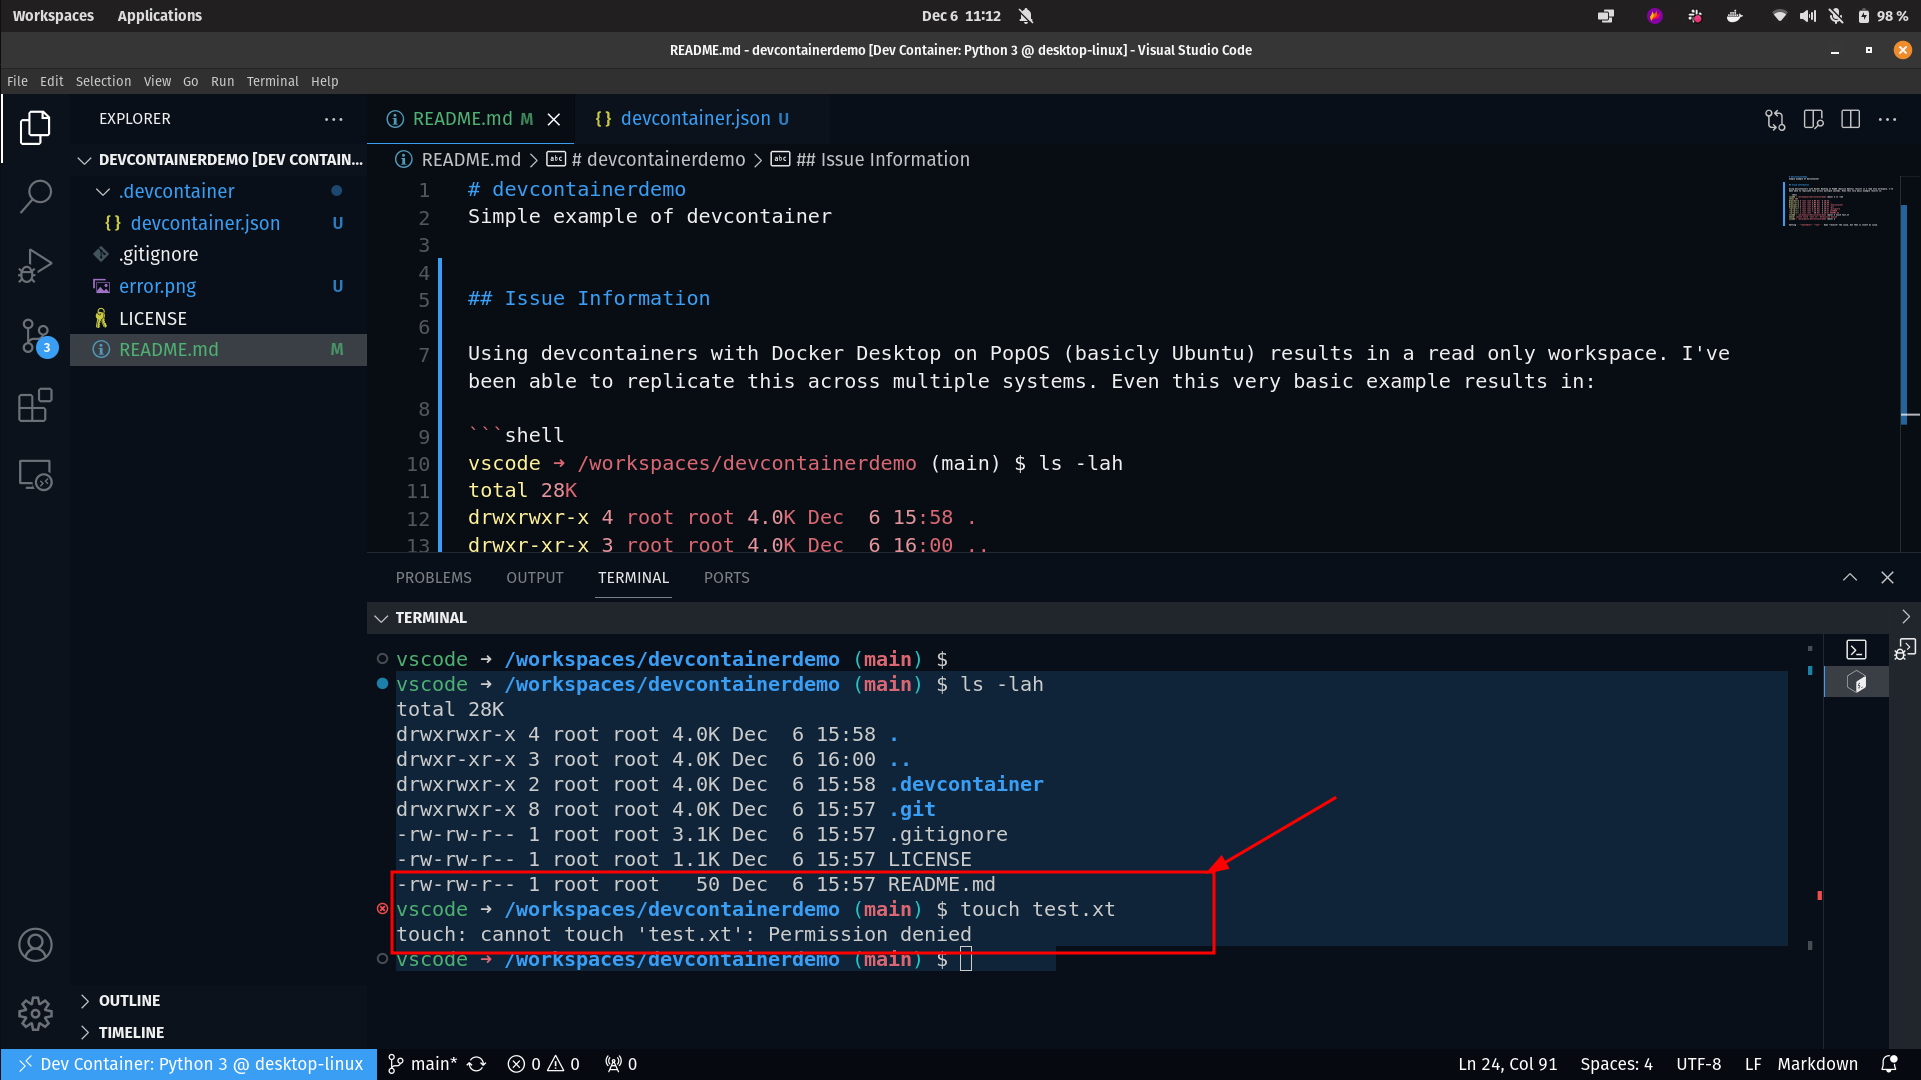 Workspaces Applications Dec 6 11:12 98 %
README.md - devcontainerdemo [Dev Container: Python 3 @ desktop-linux] - Visual Studio Code
File Edit Selection View Go Run Terminal Help
EXPLORER
DEVCONTAINERDEMO [DEV CONTAIN...
.devcontainer
{} devcontainer.json U
.gitignore
error.png U
LICENSE
README.md M
3
OUTLINE
TIMELINE
README.md M {} devcontainer.json U
README.md > # devcontainerdemo > ## Issue Information
1 # devcontainerdemo
2 Simple example of devcontainer
3
4
5 ## Issue Information
6
7 Using devcontainers with Docker Desktop on PopOS (basicly Ubuntu) results in a read only workspace. I've
been able to replicate this across multiple systems. Even this very basic example results in:
8
9 ```shell
10 vscode ➜ /workspaces/devcontainerdemo (main) $ ls -lah
11 total 28K
12 drwxrwxr-x 4 root root 4.0K Dec  6 15:58 .
13 drwxr-xr-x 3 root root 4.0K Dec  6 16:00 ..
PROBLEMS OUTPUT TERMINAL PORTS
TERMINAL
vscode ➜ /workspaces/devcontainerdemo (main) $
vscode ➜ /workspaces/devcontainerdemo (main) $ ls -lah
total 28K
drwxrwxr-x 4 root root 4.0K Dec  6 15:58 .
drwxr-xr-x 3 root root 4.0K Dec  6 16:00 ..
drwxrwxr-x 2 root root 4.0K Dec  6 15:58 .devcontainer
drwxrwxr-x 8 root root 4.0K Dec  6 15:57 .git
-rw-rw-r-- 1 root root 3.1K Dec  6 15:57 .gitignore
-rw-rw-r-- 1 root root 1.1K Dec  6 15:57 LICENSE
-rw-rw-r-- 1 root root   50 Dec  6 15:57 README.md
vscode ➜ /workspaces/devcontainerdemo (main) $ touch test.xt
touch: cannot touch 'test.xt': Permission denied
vscode ➜ /workspaces/devcontainerdemo (main) $
Dev Container: Python 3 @ desktop-linux main* 0 0 0 Ln 24, Col 91 Spaces: 4 UTF-8 LF Markdown